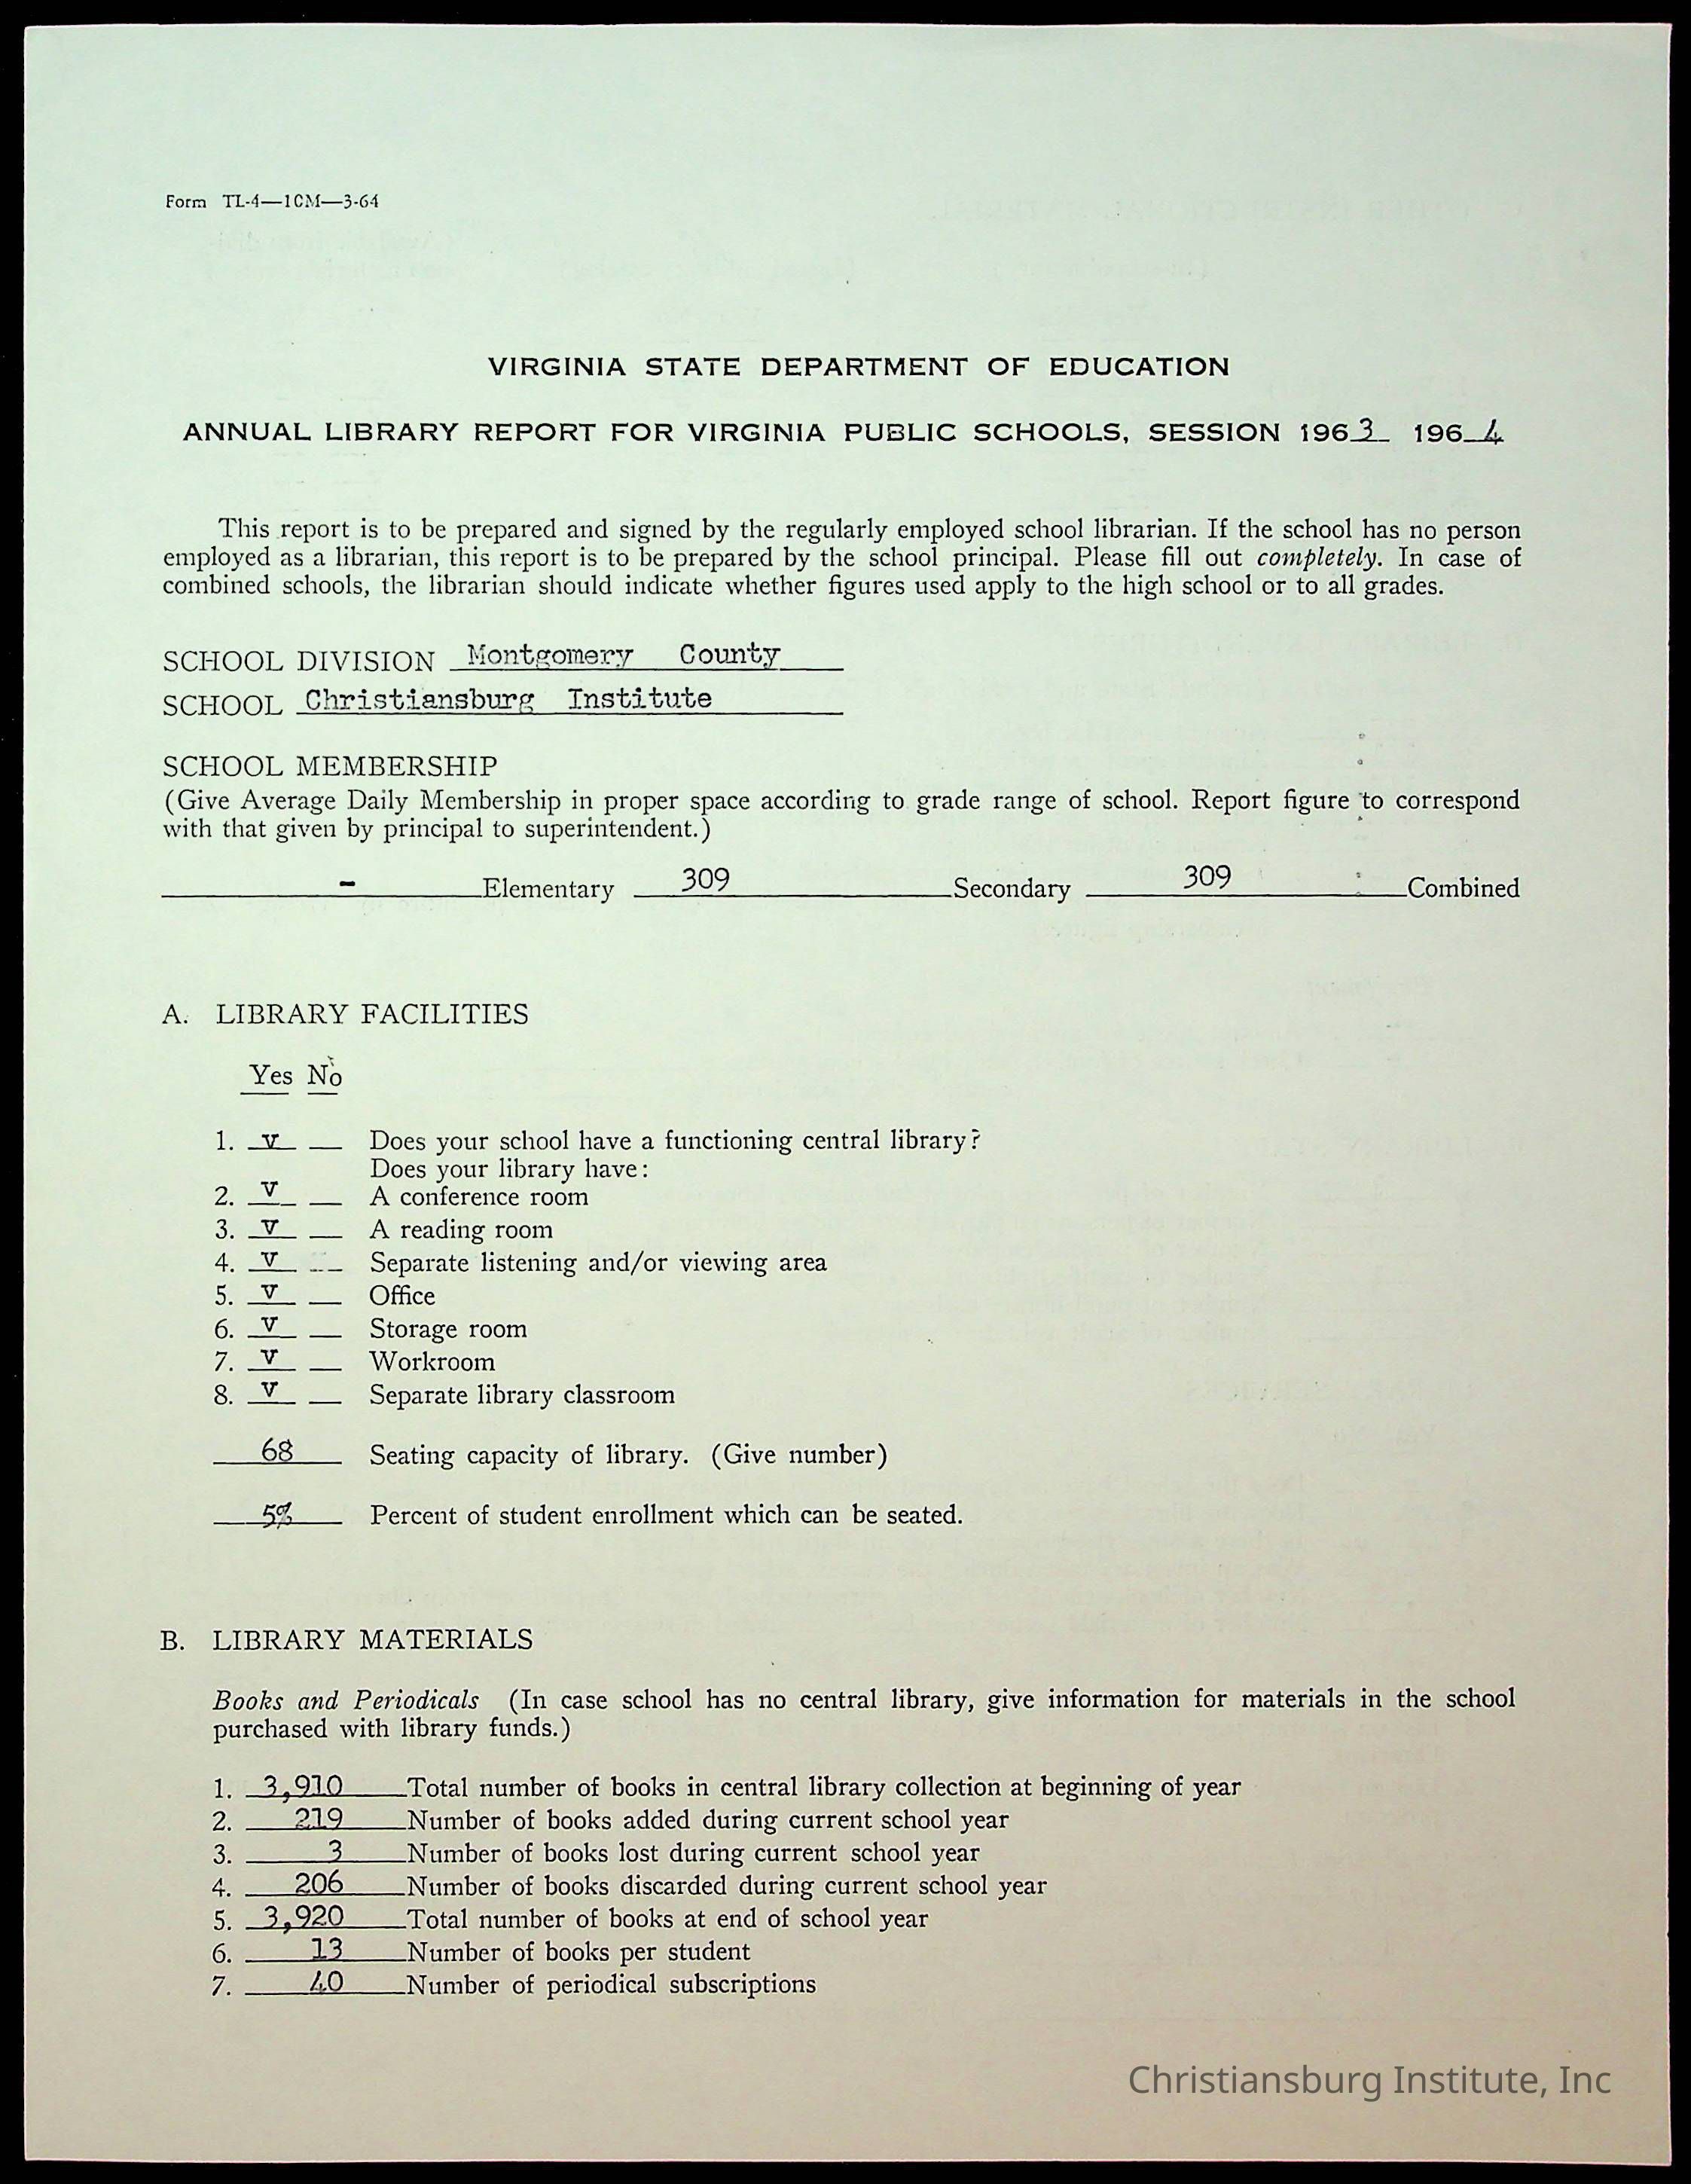 Form TL-4—10M—3-64
VIRGINIA STATE DEPARTMENT OF EDUCATION
ANNUAL LIBRARY REPORT FOR VIRGINIA PUBLIC SCHOOLS, SESSION 1963 1964
This report is to be prepared and signed by the regularly employed school librarian. If the school has no person
employed as a librarian, this report is to be prepared by the school principal. Please fill out completely. In case of
combined schools, the librarian should indicate whether figures used apply to the high school or to all grades.
SCHOOL DIVISION Montgomery County
SCHOOL Christiansburg Institute
SCHOOL MEMBERSHIP
(Give Average Daily Membership in proper space according to grade range of school. Report figure to correspond
with that given by principal to superintendent.)
- Elementary 309 Secondary 309 Combined
A. LIBRARY FACILITIES
Yes No
1. v Does your school have a functioning central library?
Does your library have:
2. v A conference room
3. v A reading room
4. v Separate listening and/or viewing area
5. v Office
6. v Storage room
7. v Workroom
8. v Separate library classroom
68 Seating capacity of library. (Give number)
5% Percent of student enrollment which can be seated.
B. LIBRARY MATERIALS
Books and Periodicals (In case school has no central library, give information for materials in the school
purchased with library funds.)
1. 3,910 Total number of books in central library collection at beginning of year
2. 219 Number of books added during current school year
3. 3 Number of books lost during current school year
4. 206 Number of books discarded during current school year
5. 3,920 Total number of books at end of school year
6. 13 Number of books per student
7. 40 Number of periodical subscriptions
Christiansburg Institute, Inc